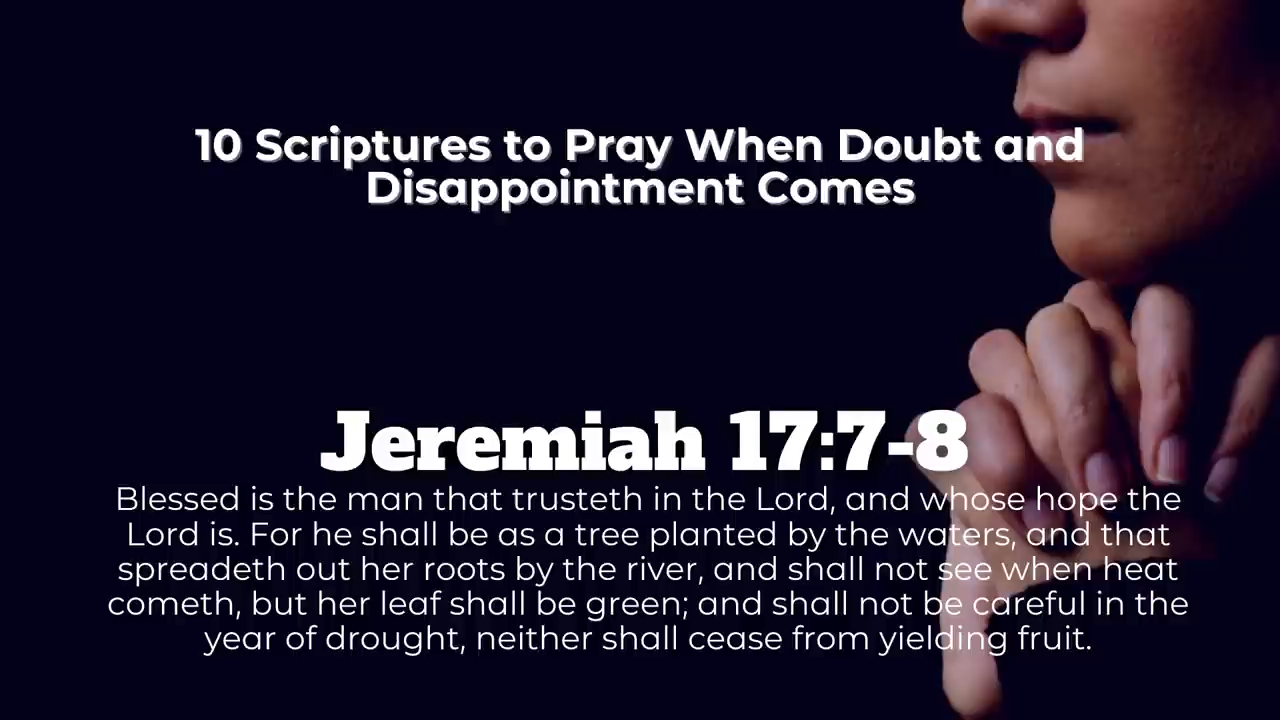 10 Scriptures to Pray When Doubt and
Disappointment Comes
Jeremiah 17:7-8
Blessed is the man that trusteth in the Lord, and whose hope the
Lord is. For he shall be as a tree planted by the waters, and that
spreadeth out her roots by the river, and shall not see when heat
cometh, but her leaf shall be green; and shall not be careful in the
year of drought, neither shall cease from yielding fruit.